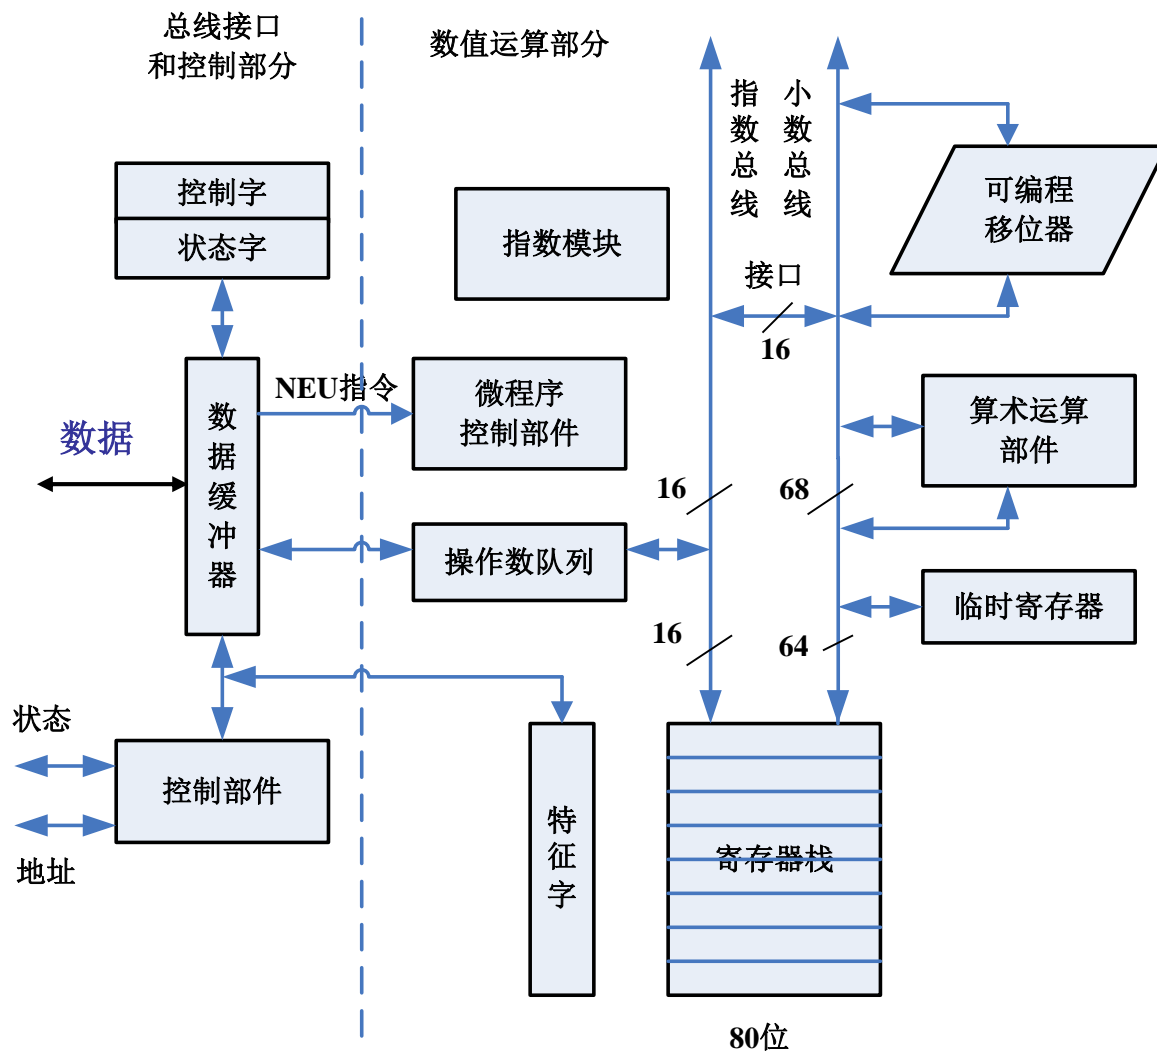 总线接口
和控制部分
数值运算部分
指数总线
小数总线
控制字
状态字
指数模块
可编程
移位器
接口
16
NEU指令
微程序
控制部件
算术运算
部件
数据
数据缓冲器
16
68
操作数队列
临时寄存器
16
64
状态
控制部件
地址
特征字
寄存器栈
80位